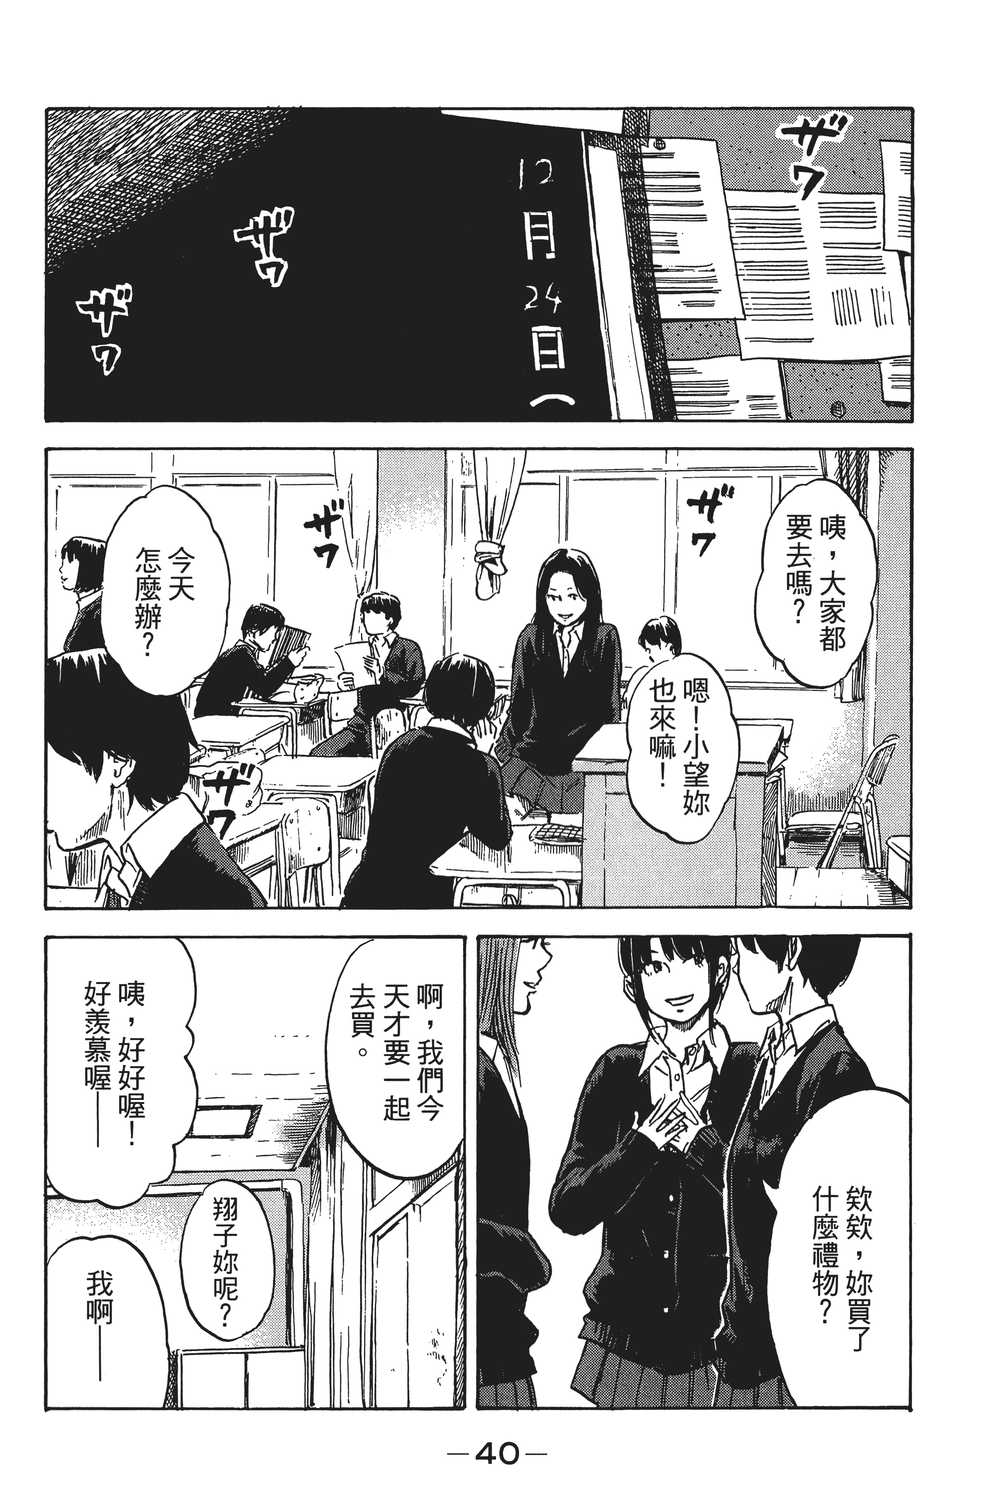 ザワ
12
月
24
日
(
ザワ
ザワ
咦，大家都
要去嗎？
ザワ
嗯！小望妳
也來嘛！
ザワ
今天
怎麼辦？
ザワ
欸欸，妳買了
什麼禮物？
啊，我們今
天才要一起
去買。
咦，好好喔！
好羨慕喔——
翔子妳呢？
我啊——
—40—